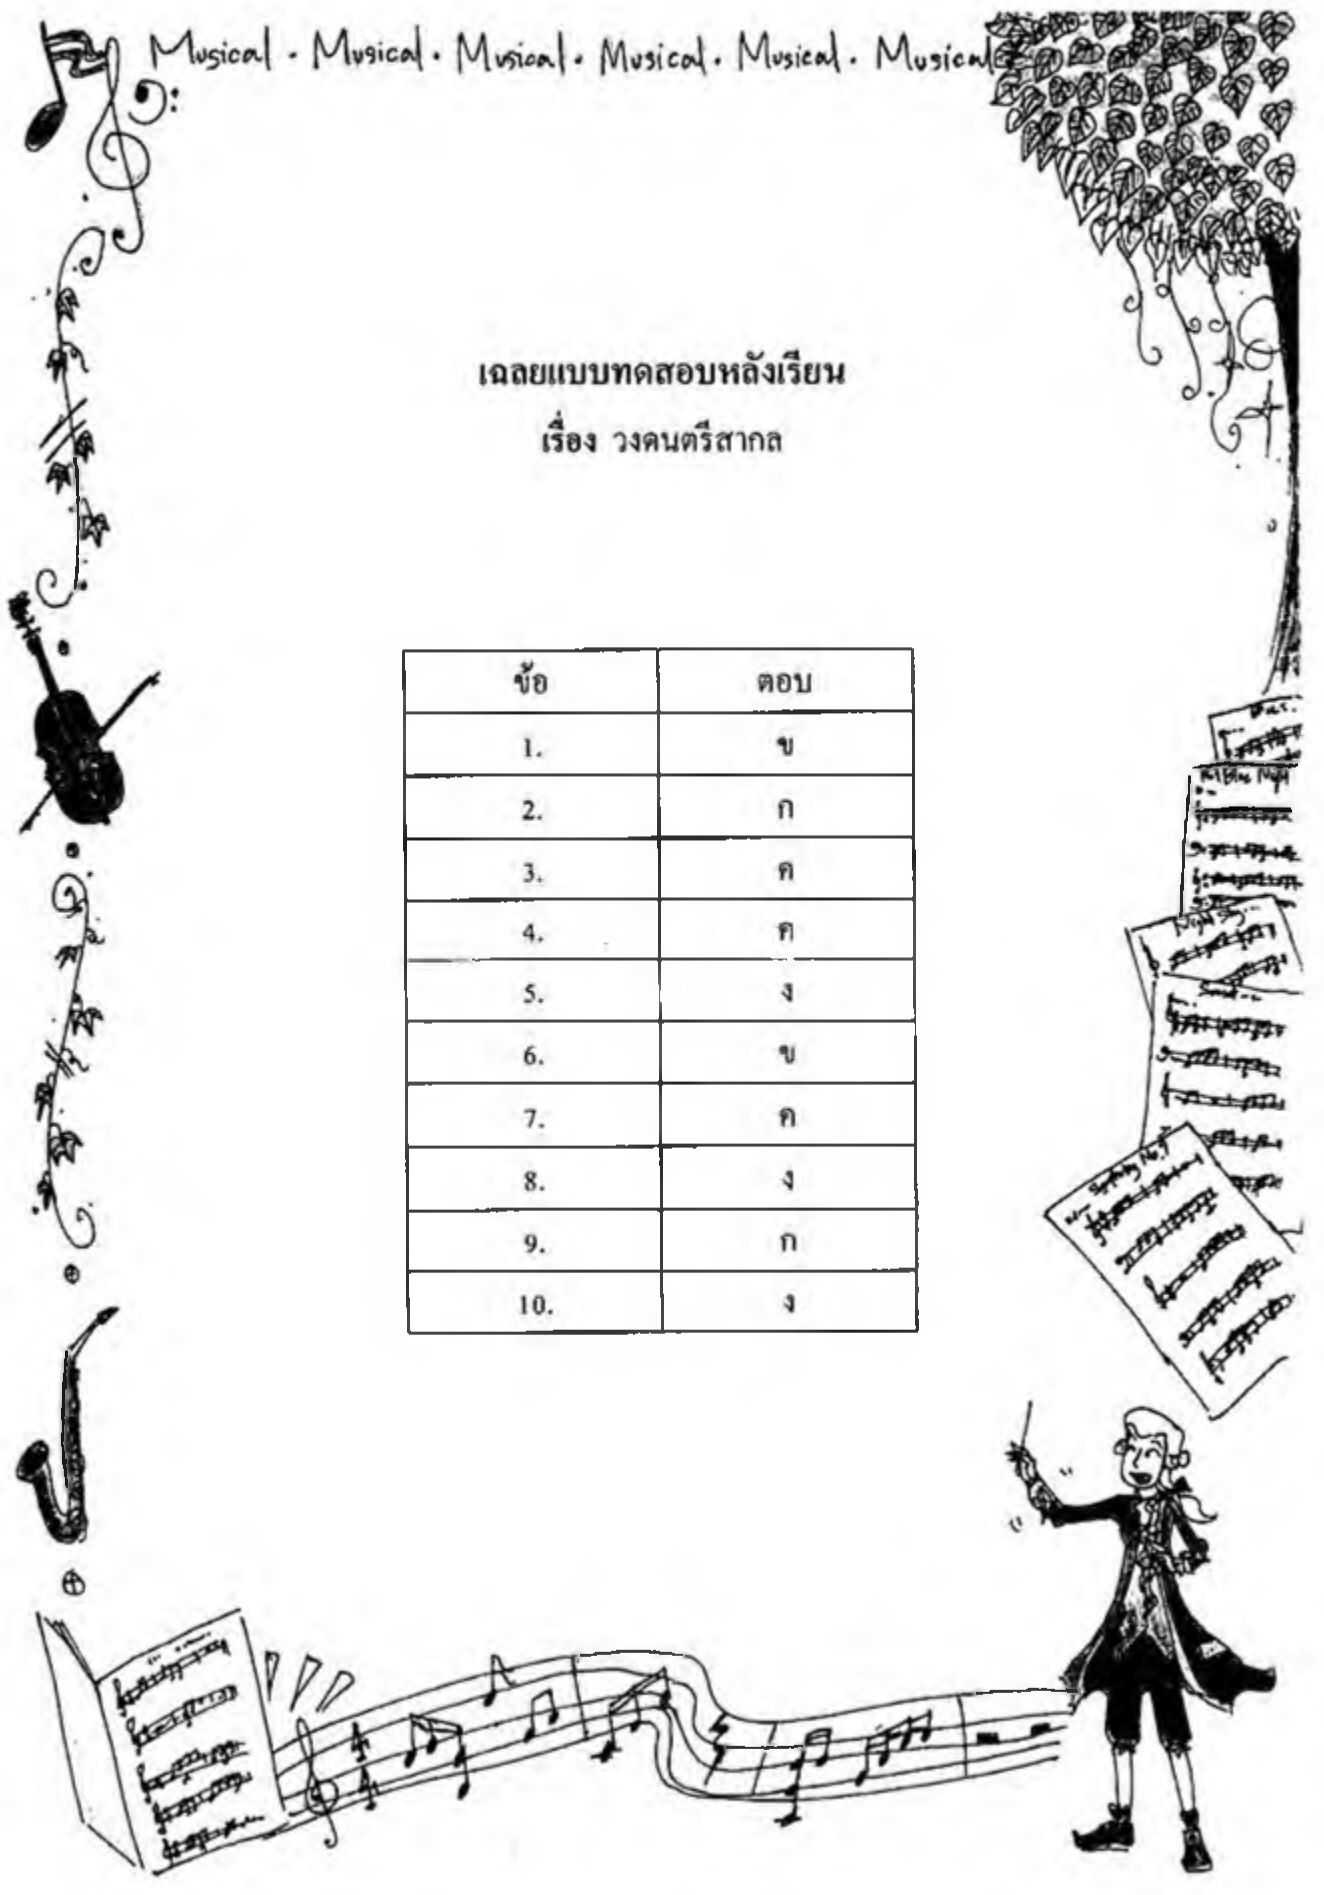 Musical . Musical . Musical . Musical . Musical . Musical
เฉลยแบบทดสอบหลังเรียน
เรื่อง วงดนตรีสากล
ข้อ ตอบ
1. ข
2. ก
3. ค
4. ค
5. ง
6. ข
7. ค
8. ง
9. ก
10. ง